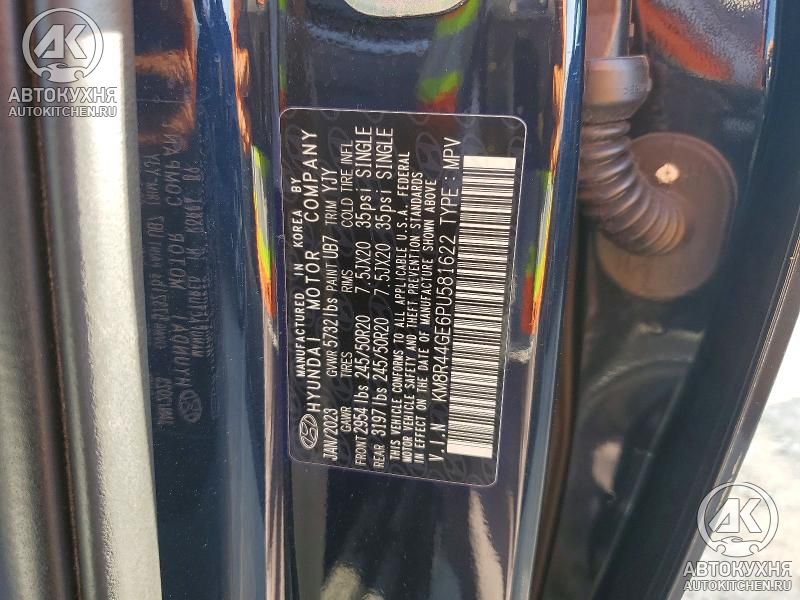 АВТОКУХНЯ
AUTOKITCHEN.RU
MANUFACTURED IN KOREA BY
HYUNDAI MOTOR COMPANY
JAN/2023 GVWR 5732 lbs PAINT UB7 TRIM YJY
GAWR TIRES RIMS COLD TIRE INFL
FRONT 2954 lbs 245/50R20 7.5JX20 35psi SINGLE
REAR 3197 lbs 245/50R20 7.5JX20 35psi SINGLE
THIS VEHICLE CONFORMS TO ALL APPLICABLE U.S.A. FEDERAL
MOTOR VEHICLE SAFETY AND THEFT PREVENTION STANDARDS
IN EFFECT ON THE DATE OF MANUFACTURE SHOWN ABOVE.
V.I.N : KM8R44GE6PU581622 TYPE : MPV
АВТОКУХНЯ
AUTOKITCHEN.RU